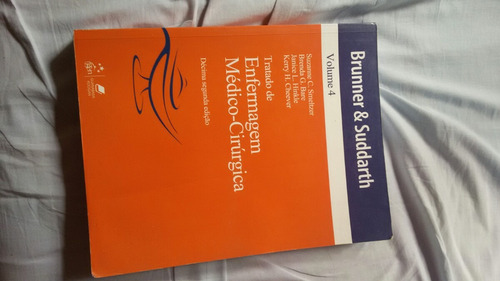 Brunner & Suddarth
Volume 4
Suzanne C. Smeltzer
Brenda G. Bare
Janice L. Hinkle
Kerry H. Cheever
Tratado de
Enfermagem
Médico-Cirúrgica
Décima segunda edição